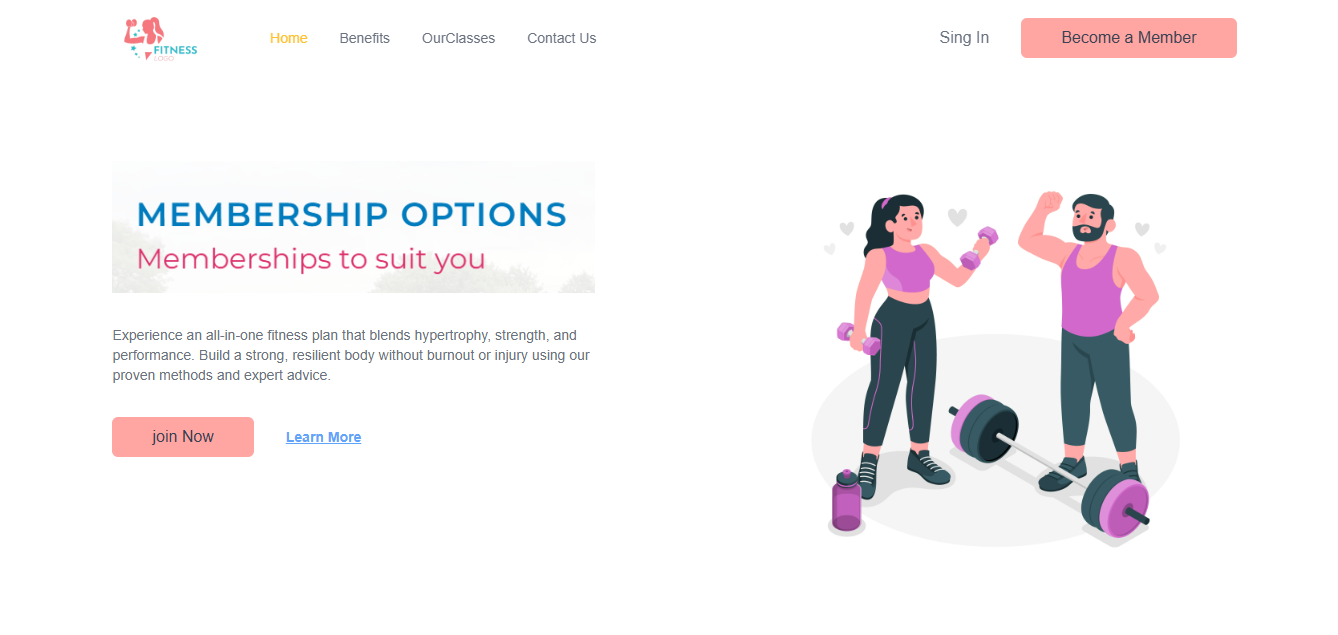 FITNESS
LOGO
Home Benefits OurClasses Contact Us Sing In Become a Member
MEMBERSHIP OPTIONS
Memberships to suit you
Experience an all-in-one fitness plan that blends hypertrophy, strength, and
performance. Build a strong, resilient body without burnout or injury using our
proven methods and expert advice.
join Now Learn More